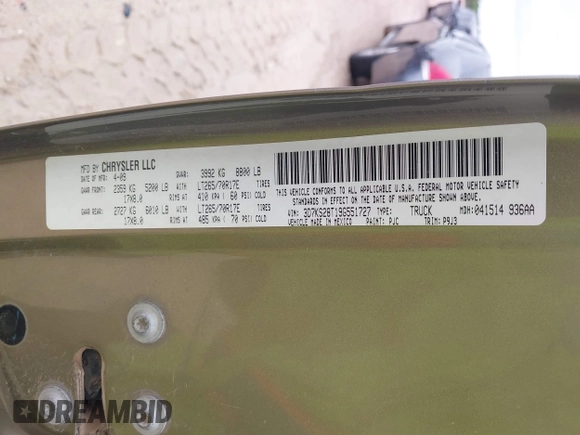 MFD BY CHRYSLER LLC
DATE OF MFR. 4-09 GVWR: 3992 KG 8800 LB
GAWR FRONT: 2359 KG 5200 LB WITH LT265/70R17E TIRES
17X8.0 RIMS AT 410 KPA ( 60 PSI ) COLD
GAWR REAR: 2727 KG 6010 LB WITH LT265/70R17E TIRES
17X8.0 RIMS AT 485 KPA ( 70 PSI ) COLD
THIS VEHICLE CONFORMS TO ALL APPLICABLE U.S.A. FEDERAL MOTOR VEHICLE SAFETY
STANDARDS IN EFFECT ON THE DATE OF MANUFACTURE SHOWN ABOVE.
VIN: 3D7KS28T19G551727 TYPE: TRUCK MDH: 041514 936AA
VEHICLE MADE IN MEXICO PAINT: PJC TRIM: P9J3
DREAMBID